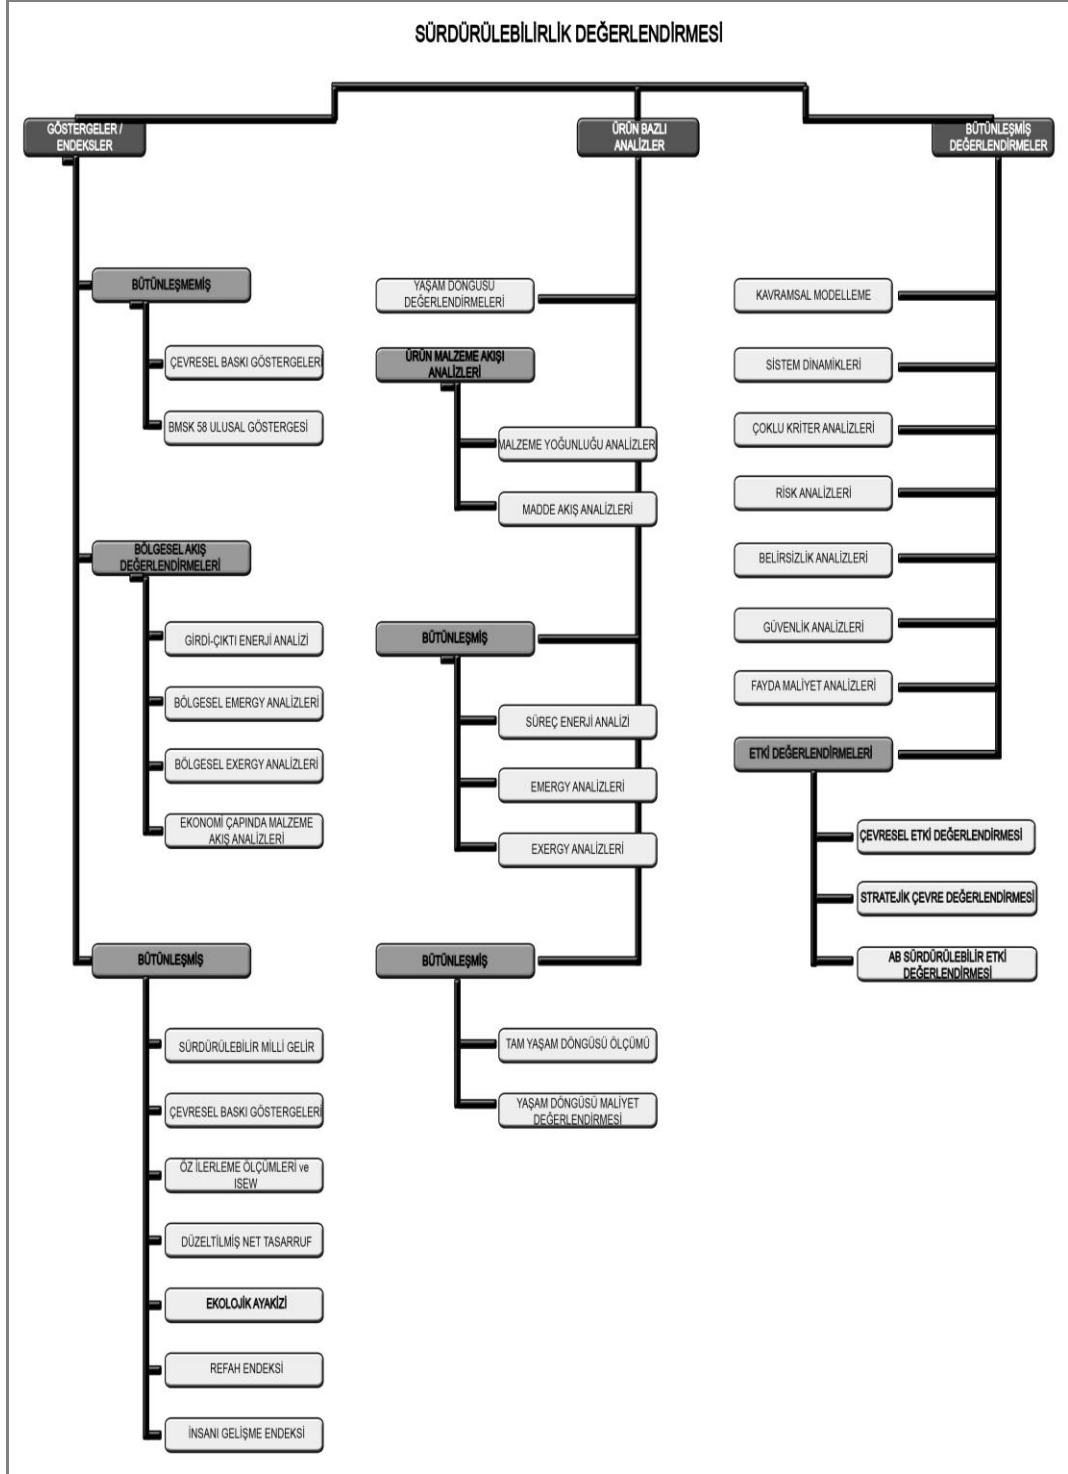 SÜRDÜRÜLEBİLİRLİK DEĞERLENDİRMESİ
GÖSTERGELER /
ENDEKSLER
BÜTÜNLEŞMEMİŞ
ÇEVRESEL BASKI GÖSTERGELERİ
BMSK 58 ULUSAL GÖSTERGESİ
BÖLGESEL AKIŞ
DEĞERLENDİRMELERİ
GİRDİ-ÇIKTI ENERJİ ANALİZİ
BÖLGESEL EMERGY ANALİZLERİ
BÖLGESEL EXERGY ANALİZLERİ
EKONOMİ ÇAPINDA MALZEME
AKIŞ ANALİZLERİ
BÜTÜNLEŞMİŞ
SÜRDÜRÜLEBİLİR MİLLİ GELİR
ÇEVRESEL BASKI GÖSTERGELERİ
ÖZ İLERLEME ÖLÇÜMLERİ ve
ISEW
DÜZELTİLMİŞ NET TASARRUF
EKOLOJİK AYAKİZİ
REFAH ENDEKSİ
İNSANI GELİŞME ENDEKSİ
ÜRÜN BAZLI
ANALİZLER
YAŞAM DÖNGUSU
DEĞERLENDİRMELERİ
ÜRÜN MALZEME AKIŞI
ANALİZLERİ
MALZEME YOĞUNLUĞU ANALİZLER
MADDE AKIŞ ANALİZLERİ
BÜTÜNLEŞMİŞ
SÜREÇ ENERJİ ANALİZİ
EMERGY ANALİZLERİ
EXERGY ANALİZLERİ
BÜTÜNLEŞMİŞ
TAM YAŞAM DÖNGÜSÜ ÖLÇÜMÜ
YAŞAM DÖNGÜSÜ MALİYET
DEĞERLENDİRMESİ
BÜTÜNLEŞMİŞ
DEĞERLENDİRMELER
KAVRAMSAL MODELLEME
SİSTEM DİNAMİKLERİ
ÇOKLU KRİTER ANALİZLERİ
RİSK ANALİZLERİ
BELİRSİZLİK ANALİZLERİ
GÜVENLİK ANALİZLERİ
FAYDA MALİYET ANALİZLERİ
ETKİ DEĞERLENDİRMELERİ
ÇEVRESEL ETKİ DEĞERLENDİRMESİ
STRATEJİK ÇEVRE DEĞERLENDİRMESİ
AB SÜRDÜRÜLEBİLİR ETKİ
DEĞERLENDİRMESİ